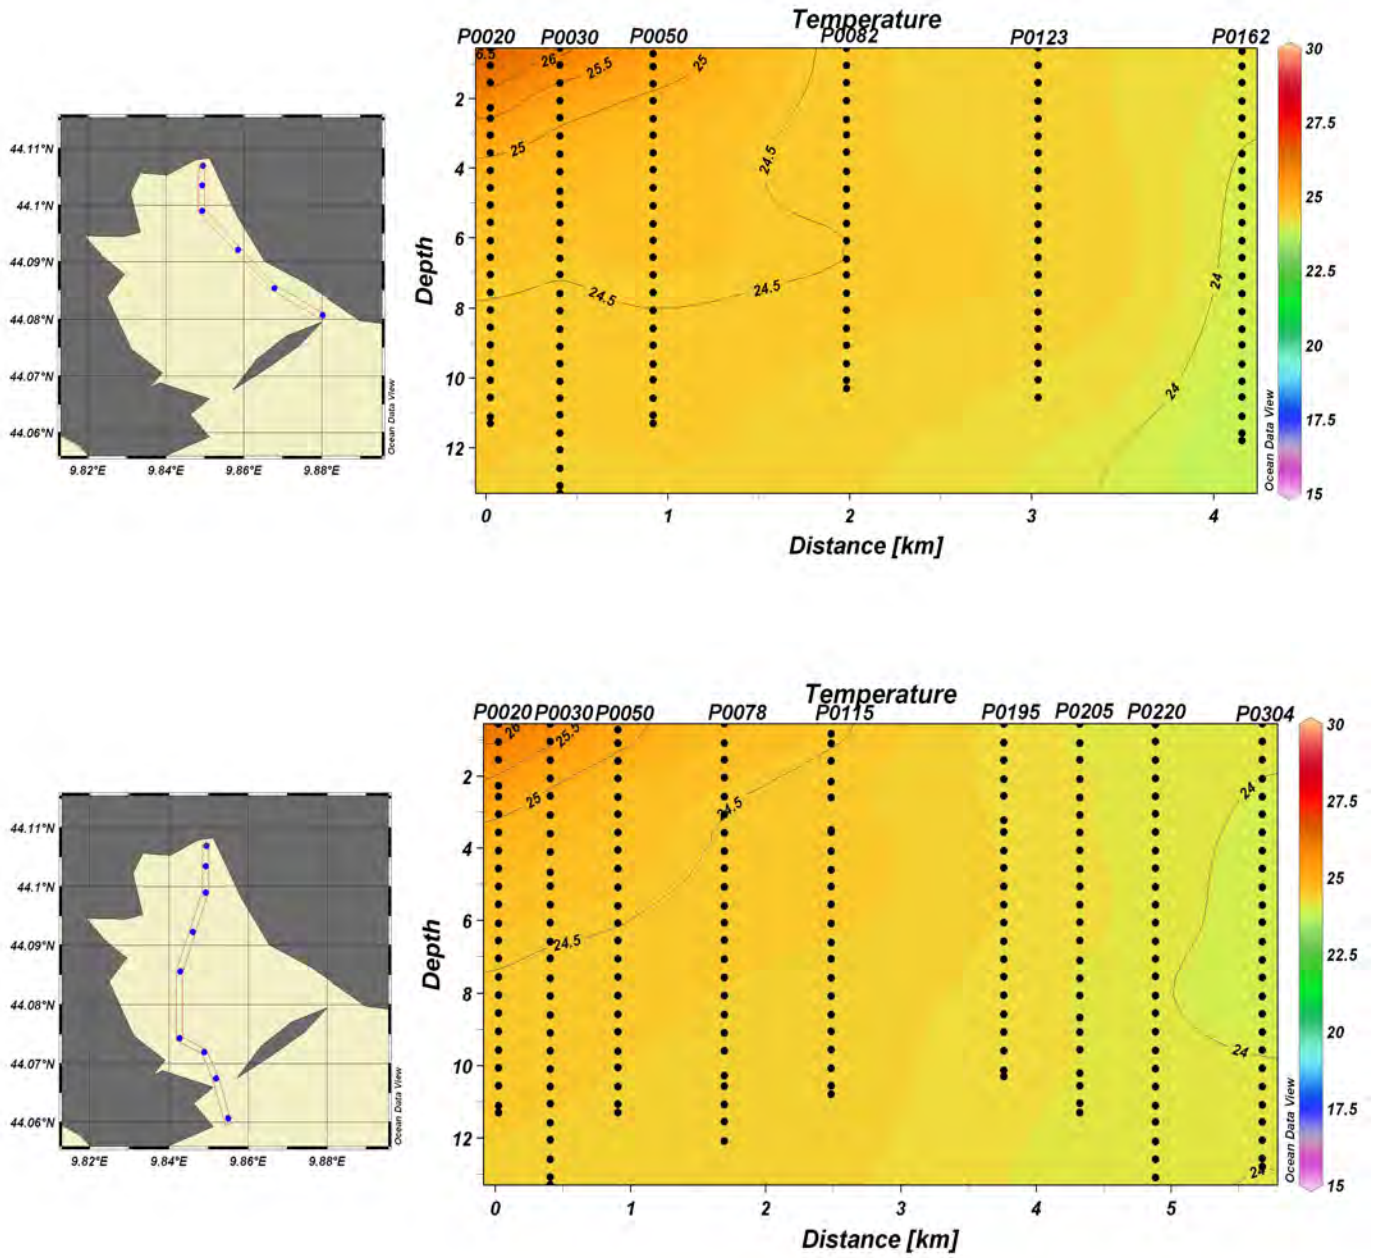 Temperature
P0020 P0030 P0050 P0082 P0123 P0162
6.5 26 25.5 25 25 24.5 24.5 24.5 24 24
Depth
2
4
6
8
10
12
0 1 2 3 4
Distance [km]
Ocean Data View
30
27.5
25
22.5
20
17.5
15
44.11°N
44.1°N
44.09°N
44.08°N
44.07°N
44.06°N
9.82°E 9.84°E 9.86°E 9.88°E
Ocean Data View
Temperature
P0020 P0030 P0050 P0078 P0115 P0195 P0205 P0220 P0304
26 25.5 25 24.5 24.5 24 24 24
Depth
2
4
6
8
10
12
0 1 2 3 4 5
Distance [km]
Ocean Data View
30
27.5
25
22.5
20
17.5
15
44.11°N
44.1°N
44.09°N
44.08°N
44.07°N
44.06°N
9.82°E 9.84°E 9.86°E 9.88°E
Ocean Data View